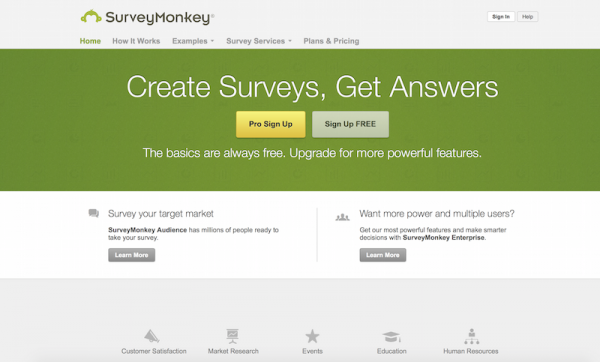 SurveyMonkey®
Sign In Help
Home How It Works Examples Survey Services Plans & Pricing
Create Surveys, Get Answers
Pro Sign Up Sign Up FREE
The basics are always free. Upgrade for more powerful features.
Survey your target market
SurveyMonkey Audience has millions of people ready to
take your survey.
Learn More
Want more power and multiple users?
Get our most powerful features and make smarter
decisions with SurveyMonkey Enterprise.
Learn More
Customer Satisfaction Market Research Events Education Human Resources